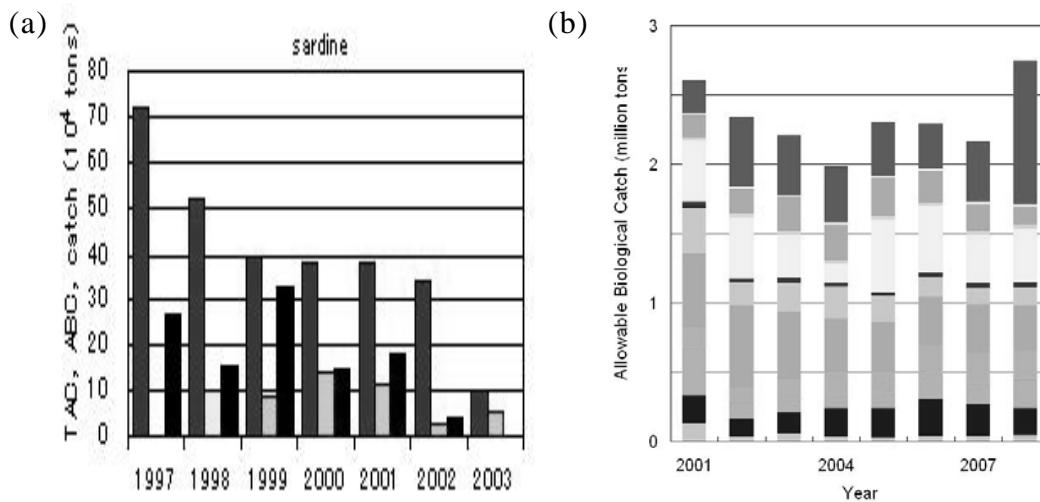 (a)
sardine
TAC, ABC, catch (10⁴ tons)
80
70
60
50
40
30
20
10
0
1997 1998 1999 2000 2001 2002 2003
(b)
Allowable Biological Catch (million tons
3
2
1
0
2001 2004 2007
Year